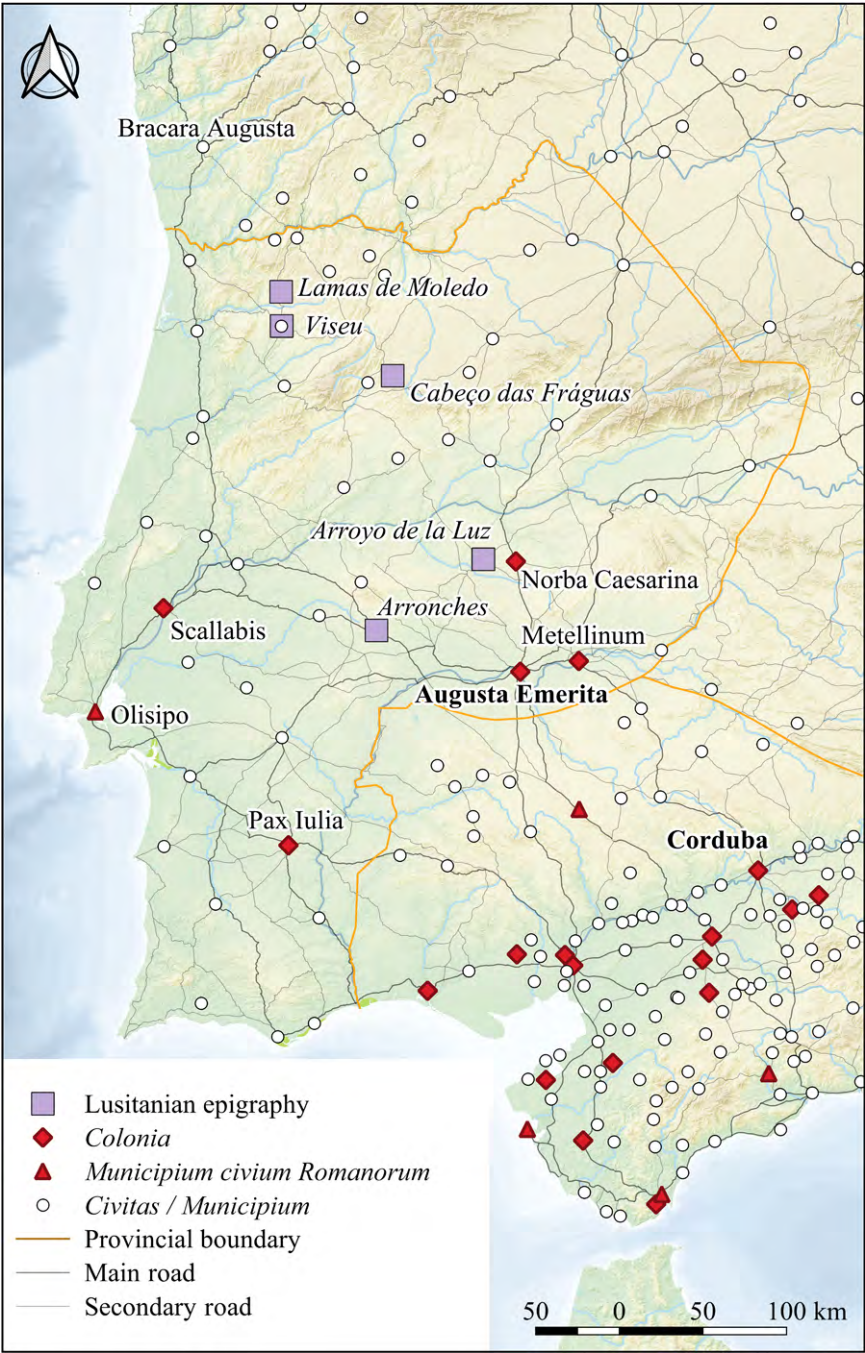 Bracara Augusta
Lamas de Moledo
Viseu
Cabeço das Fráguas
Arroyo de la Luz
Norba Caesarina
Arronches
Scallabis
Metellinum
Augusta Emerita
Olisipo
Pax Iulia
Corduba
Lusitanian epigraphy
Colonia
Municipium civium Romanorum
Civitas / Municipium
Provincial boundary
Main road
Secondary road
50 0 50 100 km